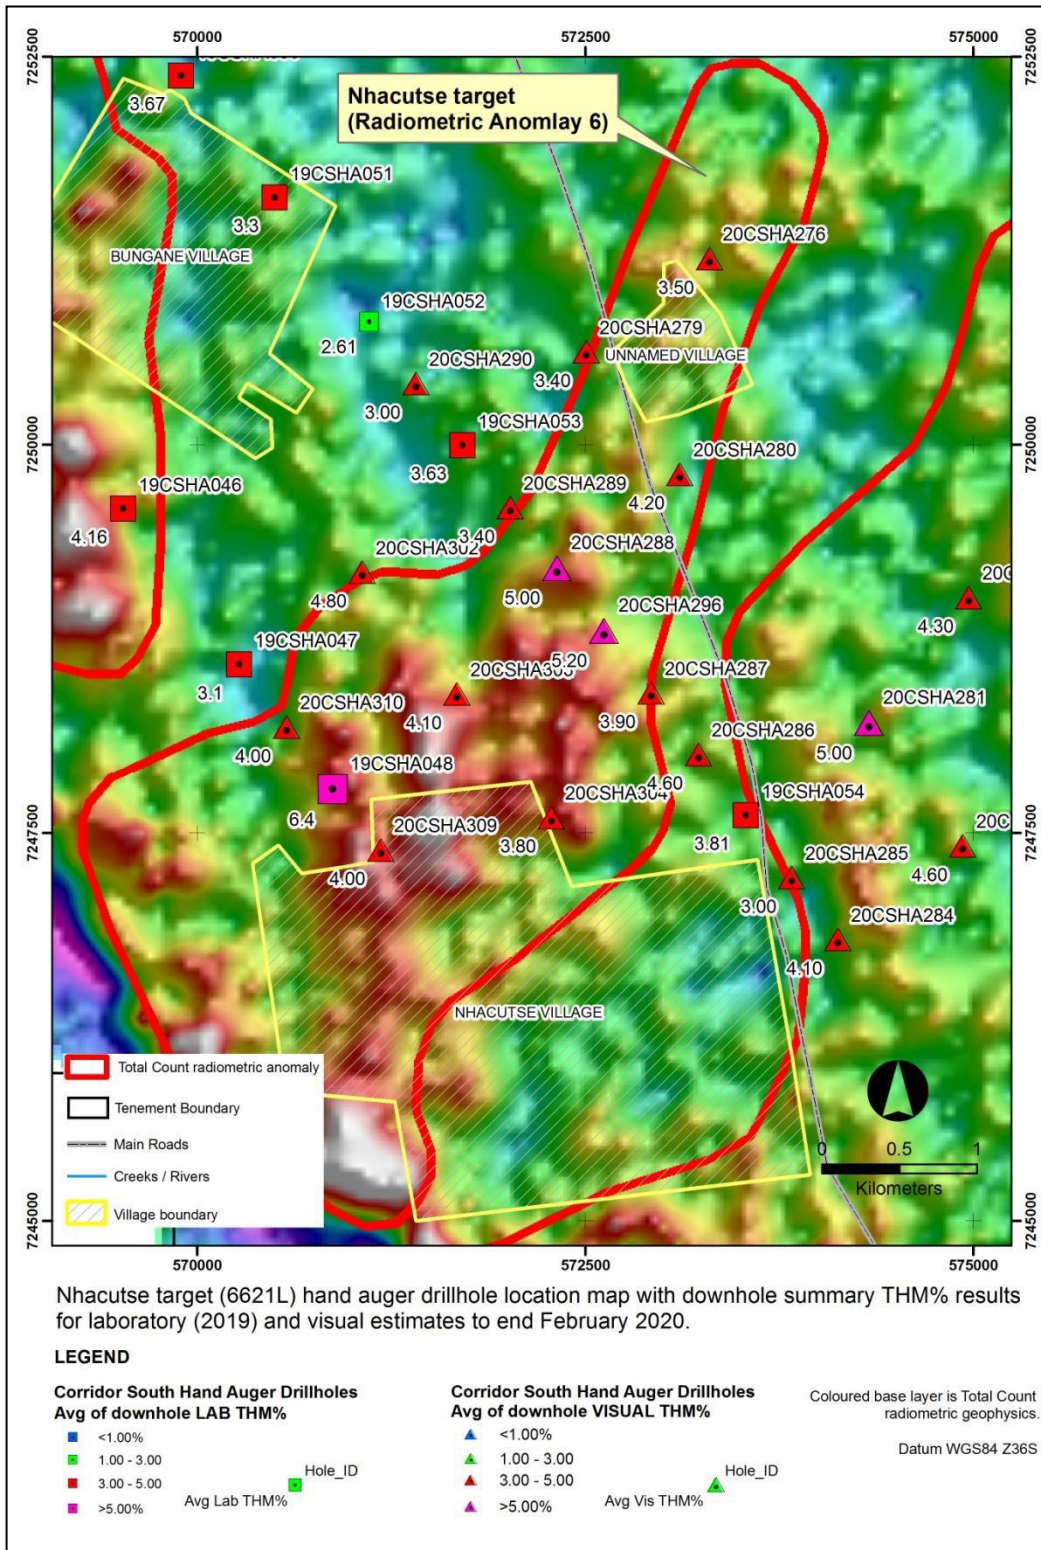 570000
572500
575000
7252500
7252500
Nhacutse target
(Radiometric Anomlay 6)
3.67
19CSHA051
3.3
BUNGANE VILLAGE
20CSHA276
3.50
19CSHA052
2.61
20CSHA279
3.40
UNNAMED VILLAGE
20CSHA290
3.00
19CSHA053
3.63
7250000
7250000
20CSHA280
4.20
20CSHA289
3.40
19CSHA046
4.16
20CSHA302
4.80
20CSHA288
5.00
4.30
20CSHA296
5.20
19CSHA047
3.1
20CSHA303
4.10
20CSHA287
3.90
20CSHA281
5.00
20CSHA310
4.00
20CSHA286
4.60
19CSHA048
6.4
19CSHA054
3.81
20CSHA304
3.80
7247500
7247500
20CSHA309
4.00
4.60
20CSHA285
3.00
20CSHA284
4.10
NHACUTSE VILLAGE
Total Count radiometric anomaly
Tenement Boundary
Main Roads
Creeks / Rivers
Village boundary
0 0.5 1
Kilometers
7245000
7245000
570000
572500
575000
Nhacutse target (6621L) hand auger drillhole location map with downhole summary THM% results
for laboratory (2019) and visual estimates to end February 2020.
LEGEND
Corridor South Hand Auger Drillholes
Avg of downhole LAB THM%
<1.00%
1.00 - 3.00
3.00 - 5.00
>5.00%
Hole_ID
Avg Lab THM%
Corridor South Hand Auger Drillholes
Avg of downhole VISUAL THM%
<1.00%
1.00 - 3.00
3.00 - 5.00
>5.00%
Hole_ID
Avg Vis THM%
Coloured base layer is Total Count
radiometric geophysics.
Datum WGS84 Z36S